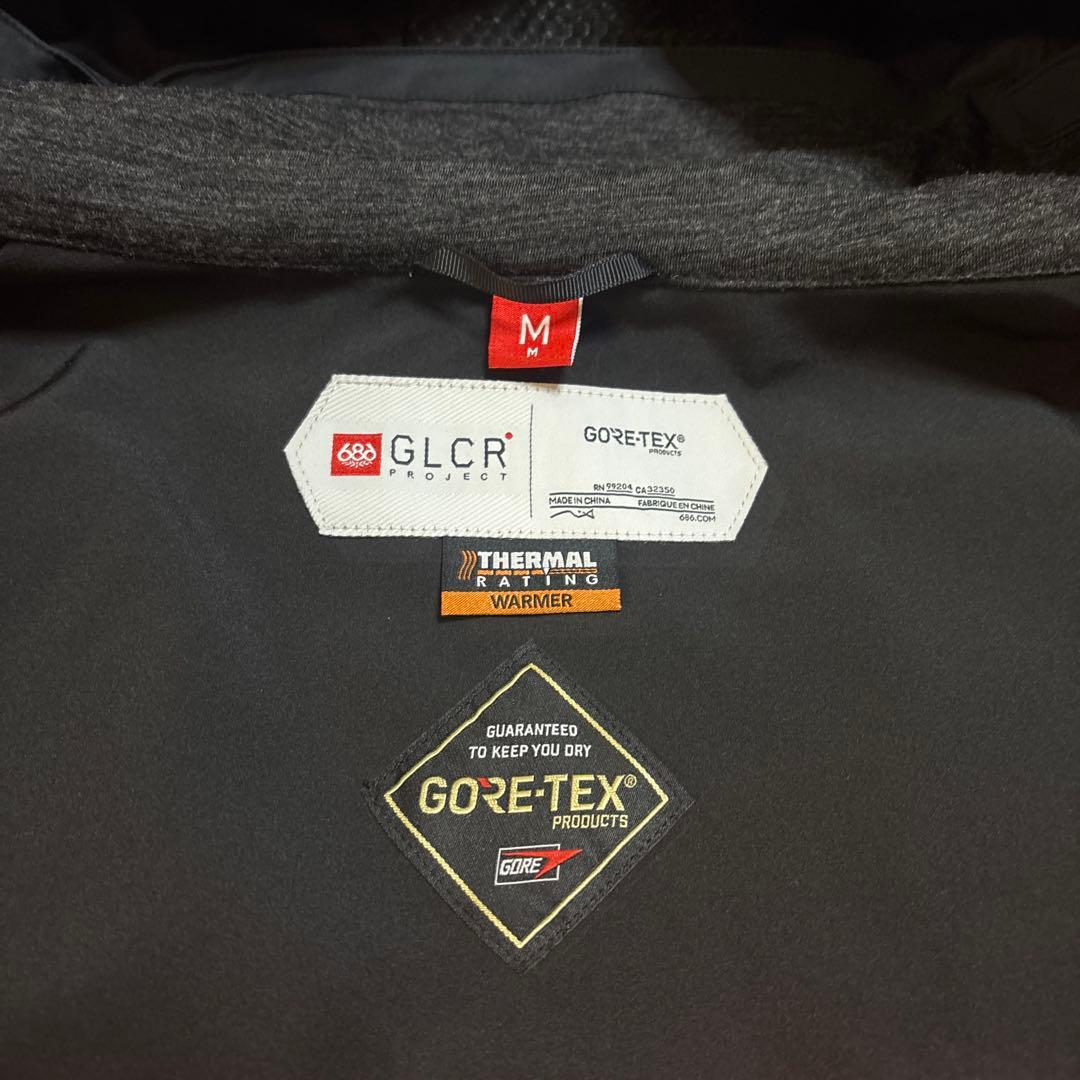 M
M
686 GLCR
PROJECT
GORE-TEX®
PRODUCTS
RN 99204 CA 32350
MADE IN CHINA FABRIQUE EN CHINE
686.COM
THERMAL
RATING
WARMER
GUARANTEED
TO KEEP YOU DRY
GORE-TEX®
PRODUCTS
GORE